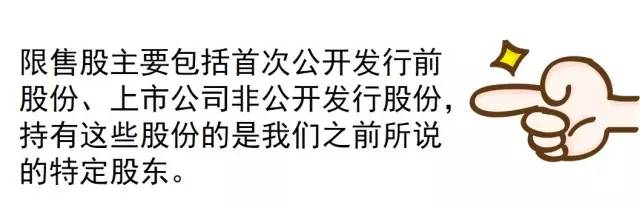 限售股主要包括首次公开发行前
股份、上市公司非公开发行股份，
持有这些股份的是我们之前所说
的特定股东。